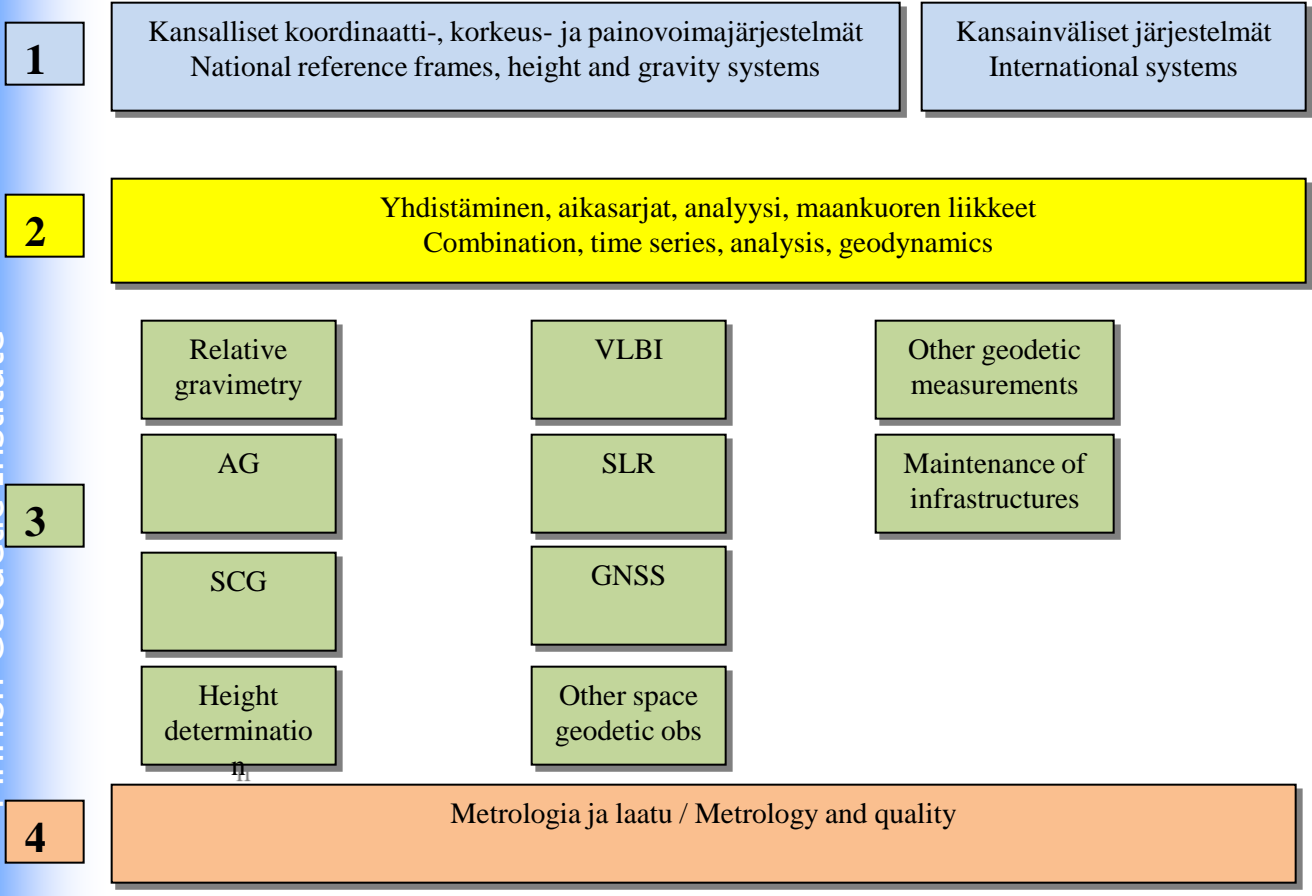 1
Kansalliset koordinaatti-, korkeus- ja painovoimajärjestelmät
National reference frames, height and gravity systems
Kansainväliset järjestelmät
International systems
2
Yhdistäminen, aikasarjat, analyysi, maankuoren liikkeet
Combination, time series, analysis, geodynamics
3
Relative
gravimetry
AG
SCG
Height
determinatio
n
VLBI
SLR
GNSS
Other space
geodetic obs
Other geodetic
measurements
Maintenance of
infrastructures
4
Metrologia ja laatu / Metrology and quality
Geodetic Institute